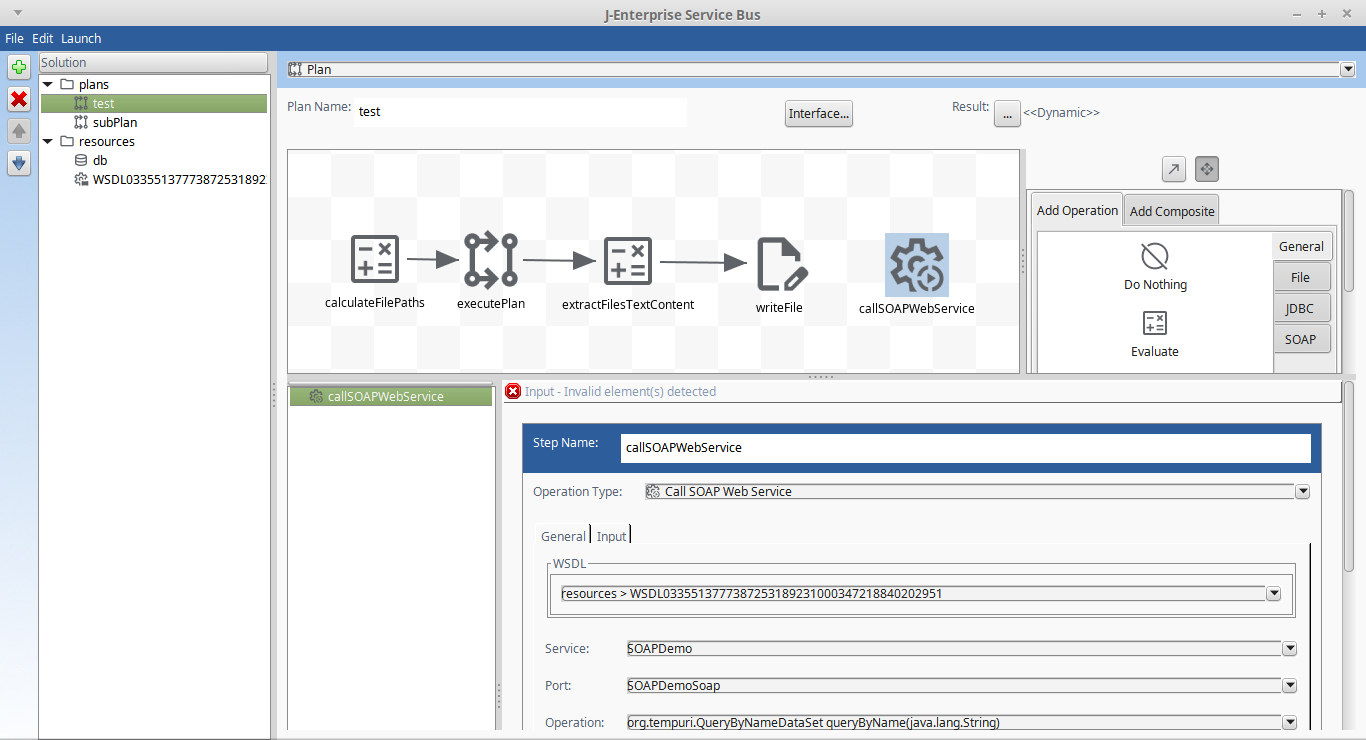 J-Enterprise Service Bus
File Edit Launch
Solution
plans
test
subPlan
resources
db
WSDL03355137773872531892
Plan
Plan Name: test
Interface...
Result: ... <<Dynamic>>
calculateFilePaths
executePlan
extractFilesTextContent
writeFile
callSOAPWebService
Add Operation
Add Composite
Do Nothing
Evaluate
General
File
JDBC
SOAP
callSOAPWebService
Input - Invalid element(s) detected
Step Name: callSOAPWebService
Operation Type: Call SOAP Web Service
General Input
WSDL
resources > WSDL033551377738725318923100034721884020​2951
Service: SOAPDemo
Port: SOAPDemoSoap
Operation: org.tempuri.QueryByNameDataSet queryByName(java.lang.String)